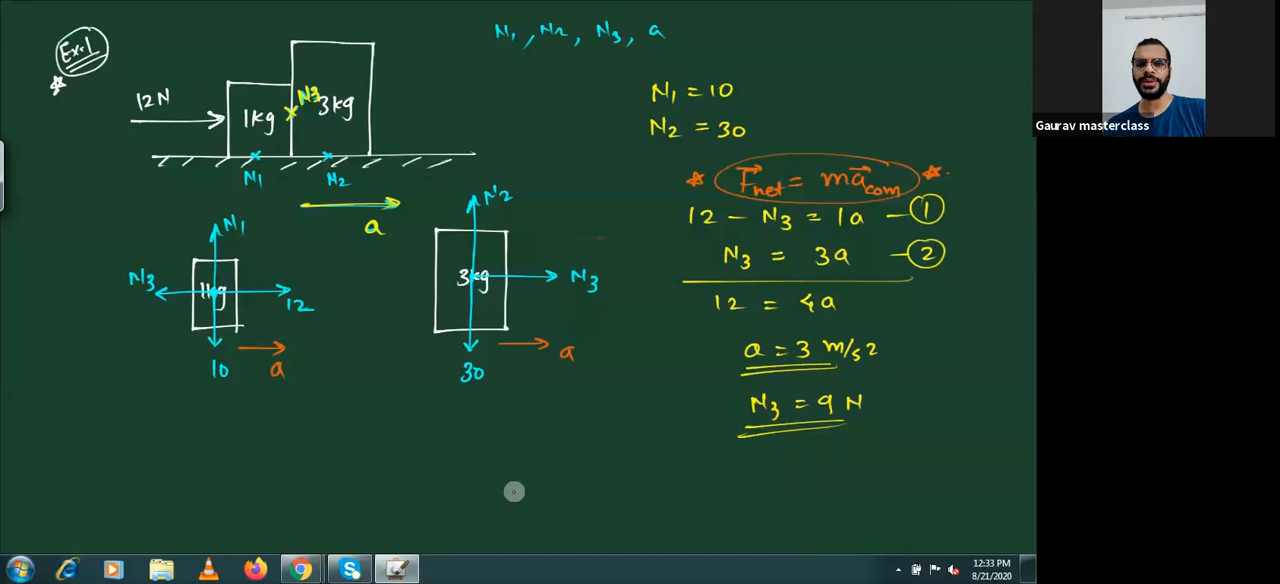 Ex-1
N1, N2, N3, a
12N
1kg
N3
3kg
N1
N2
a
N1 = 10
N2 = 30
F⃗net = ma⃗com
12 - N3 = 1a - ①
N3 = 3a - ②
12 = 4a
a = 3 m/s2
N3 = 9 N
N1
N3
1kg
12
10
a
N2
3kg
N3
30
a
Gaurav masterclass
12:33 PM
8/21/2020